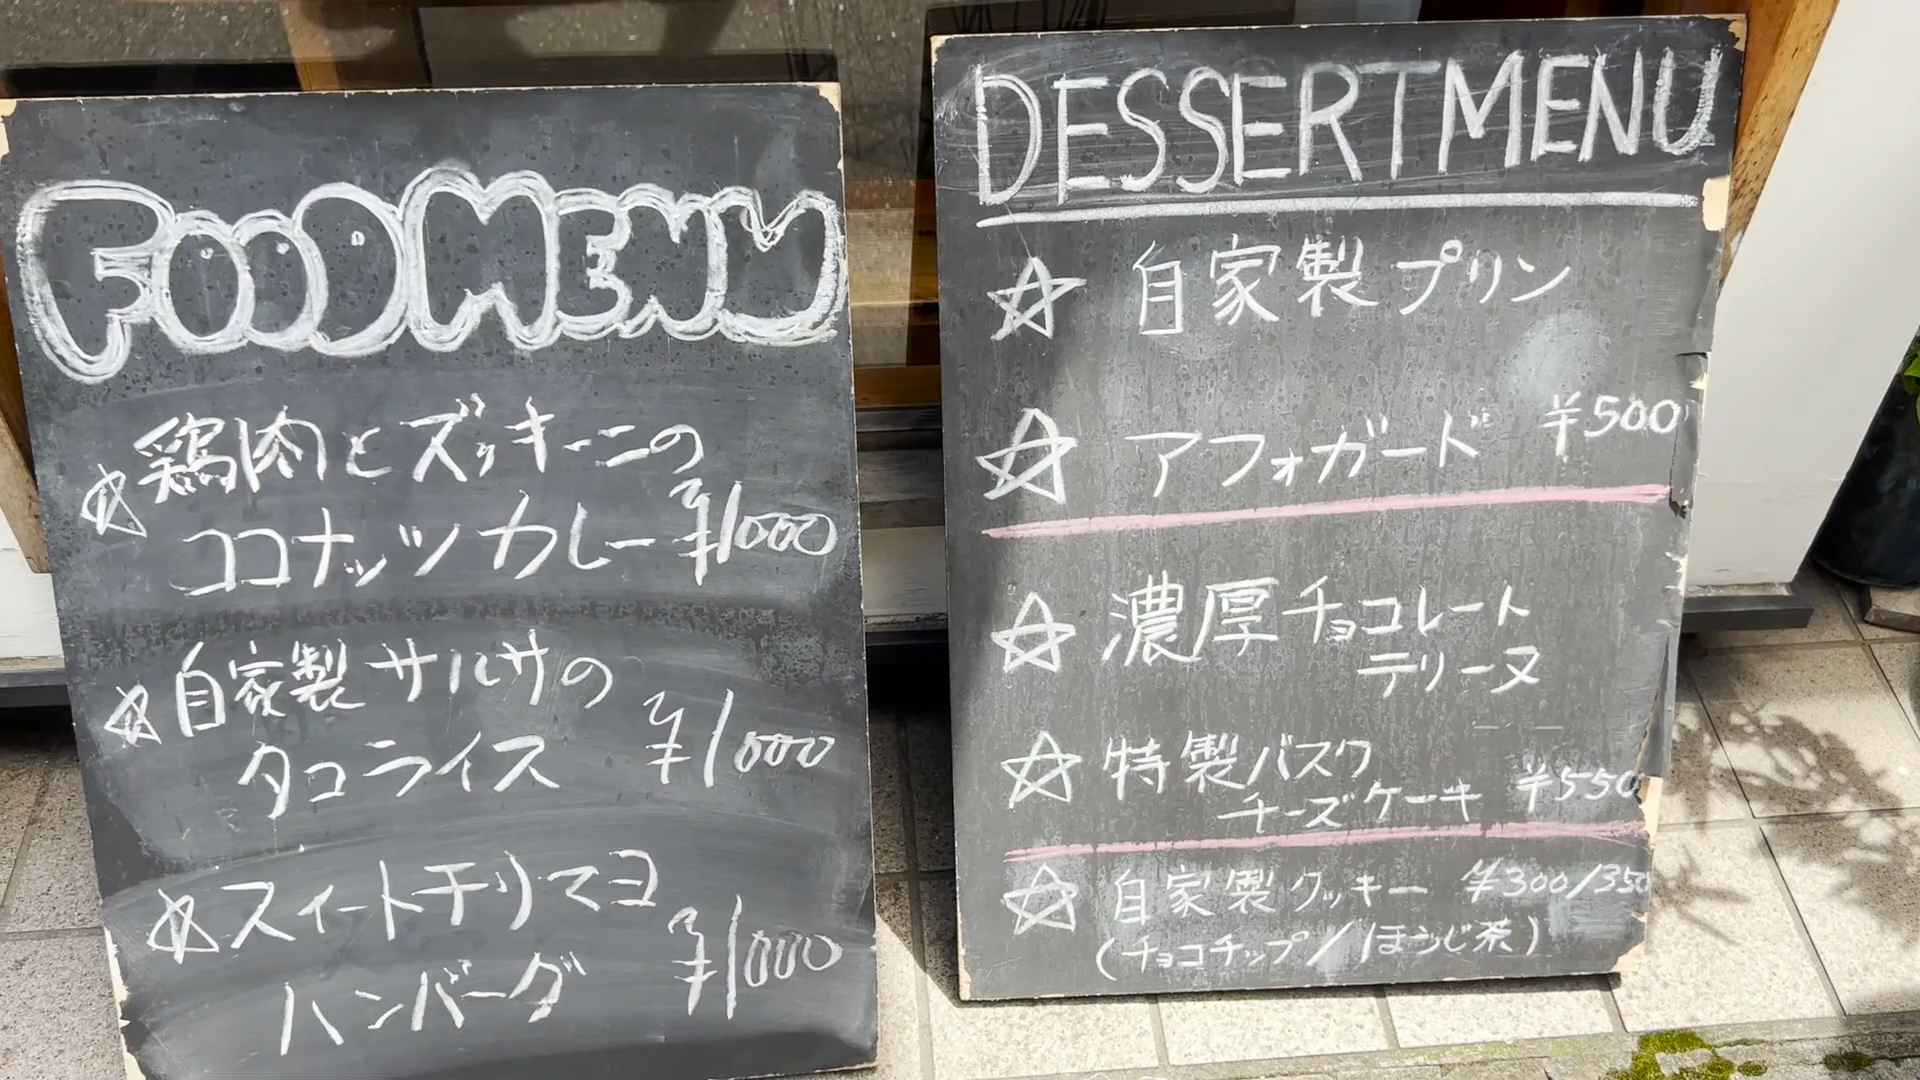 FOOD MENU
☆ 鶏肉とズッキーニの
ココナッツカレー ¥1000
☆ 自家製サルサの
タコライス ¥1000
☆ スイートチリマヨ
ハンバーグ ¥1000
DESSERT MENU
☆ 自家製プリン
☆ アフォガード ¥500
☆ 濃厚チョコレート
テリーヌ
☆ 特製バスク
チーズケーキ ¥550
☆ 自家製クッキー ¥300/350
(チョコチップ/ほうじ茶)